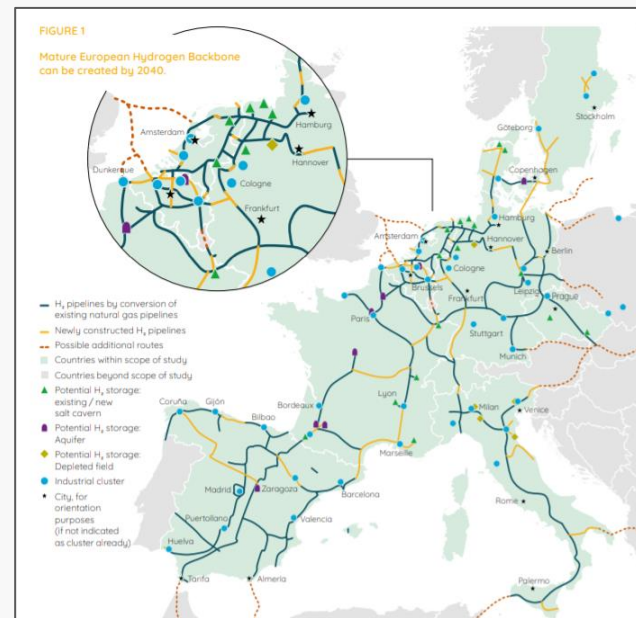 FIGURE 1
Mature European Hydrogen Backbone
can be created by 2040.
Amsterdam
Hamburg
Hannover
Dunkerque
Cologne
Frankfurt
Göteborg
Stockholm
Copenhagen
Hamburg
Amsterdam
Hannover
Berlin
Cologne
Brussels
Leipzig
Frankfurt
Prague
Paris
Stuttgart
Munich
H₂ pipelines by conversion of
existing natural gas pipelines
Newly constructed H₂ pipelines
Possible additional routes
Countries within scope of study
Countries beyond scope of study
Potential H₂ storage:
existing / new
salt cavern
Potential H₂ storage:
Aquifer
Potential H₂ storage:
Depleted field
Industrial cluster
City, for
orientation
purposes
(if not indicated
as cluster already)
Coruña
Gijón
Bilbao
Bordeaux
Lyon
Milan
Venice
Marseille
Madrid
Zaragoza
Barcelona
Puertollano
Valencia
Huelva
Rome
Tarifa
Almería
Palermo